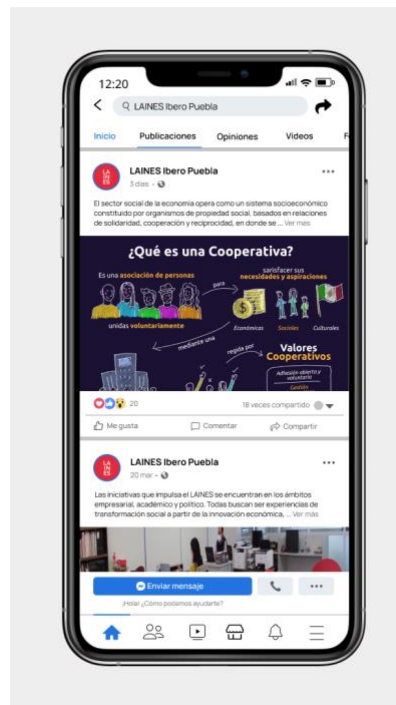 12:20
LAINES Ibero Puebla
Inicio Publicaciones Opiniones Videos
LAINES Ibero Puebla
3 días
El sector social de la economía opera como un sistema socioeconómico
constituido por organismos de propiedad social, basados en relaciones
de solidaridad, cooperación y reciprocidad, en donde se ... Ver más
¿Qué es una Cooperativa?
Es una asociación de personas
para
sarisfacer sus
necesidades y aspiraciones
unidas voluntariamente
Económicas Sociales Culturales
mediante una
regida por
Valores
Cooperativos
Adhesión abierta y
voluntaria
Gestión
20
18 veces compartido
Me gusta Comentar Compartir
LAINES Ibero Puebla
20 mar
Las iniciativas que impulsa el LAINES se encuentran en los ámbitos
empresarial, académico y político. Todas buscan ser experiencias de
transformación social a partir de la innovación económica, ... Ver más
Enviar mensaje
¡Hola! ¿Cómo podemos ayudarte?